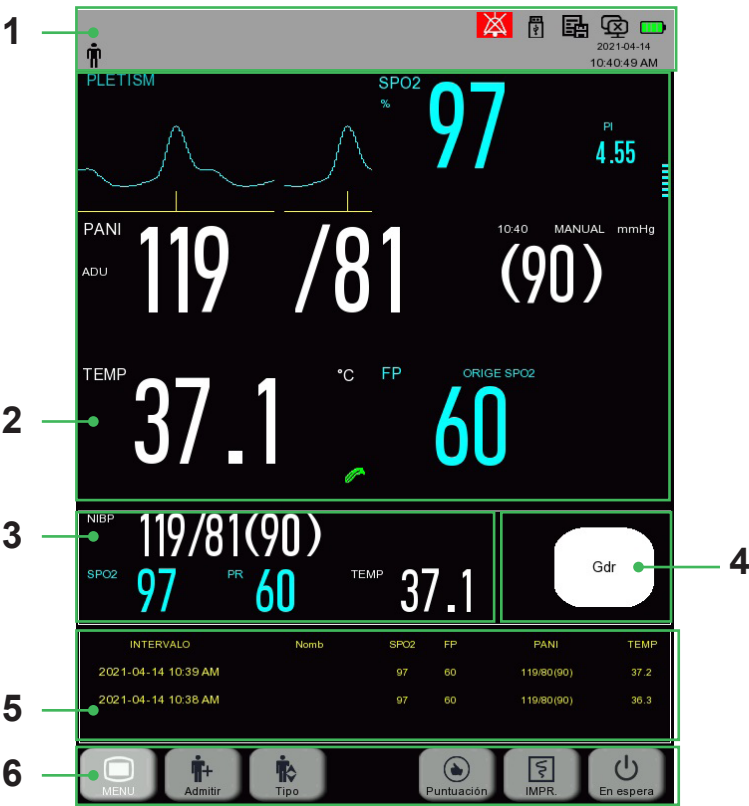 1
2021-04-14
10:40:49 AM
PLETISM
SPO2
%
97
PI
4.55
PANI
ADU
119 /81
10:40 MANUAL mmHg
(90)
2
TEMP
37.1
°C
FP
ORIGE SPO2
60
3
NIBP
119/81(90)
SPO2
97
PR
60
TEMP
37.1
Gdr
4
5
INTERVALO Nomb SPO2 FP PANI TEMP
2021-04-14 10:39 AM 97 60 119/80(90) 37.2
2021-04-14 10:38 AM 97 60 119/80(90) 36.3
6
MENU Admitir Tipo Puntuación IMPR. En espera